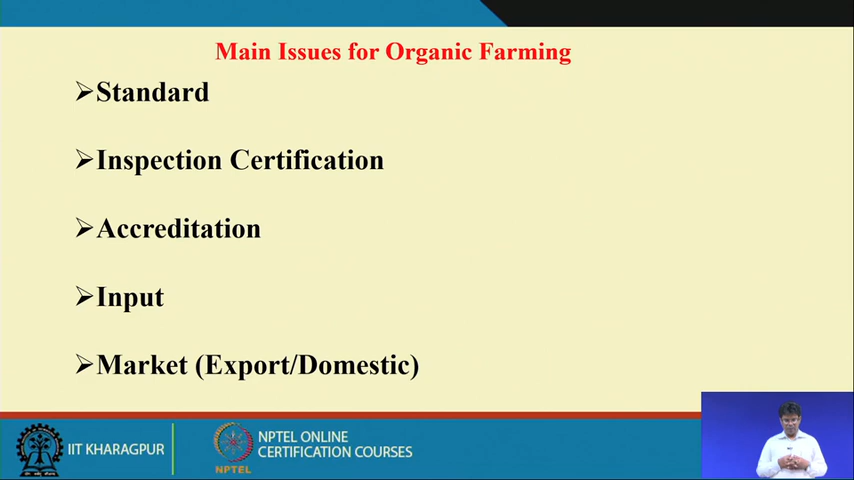 Main Issues for Organic Farming
➢Standard
➢Inspection Certification
➢Accreditation
➢Input
➢Market (Export/Domestic)
IIT KHARAGPUR
NPTEL
NPTEL ONLINE
CERTIFICATION COURSES